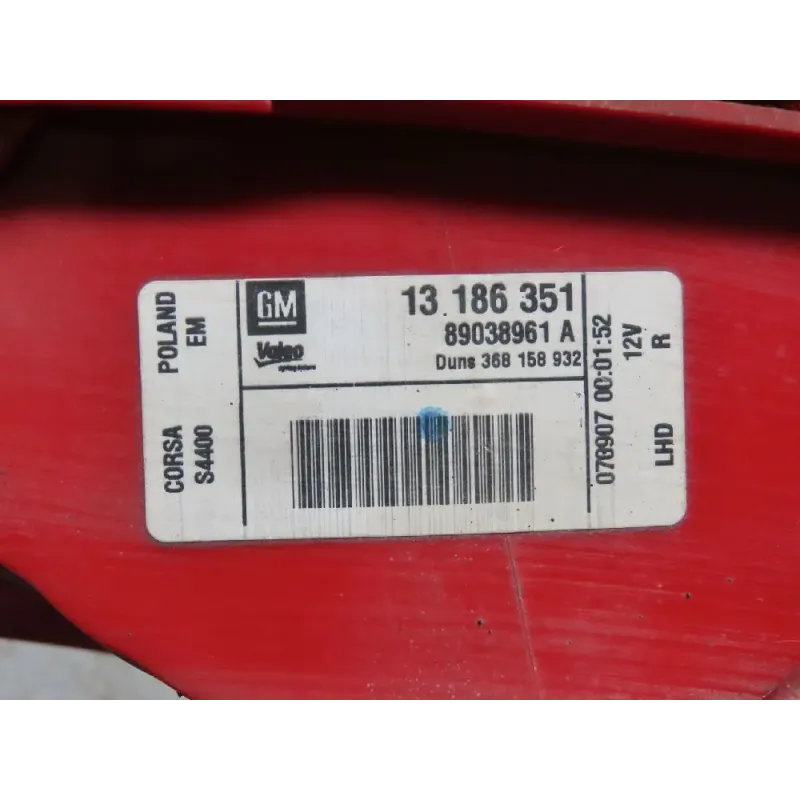 POLAND
EM
CORSA
S4400
GM
Valeo
13 186 351
89038961 A
Duns 368 158 932
070907 00:01:52
12V
R
LHD